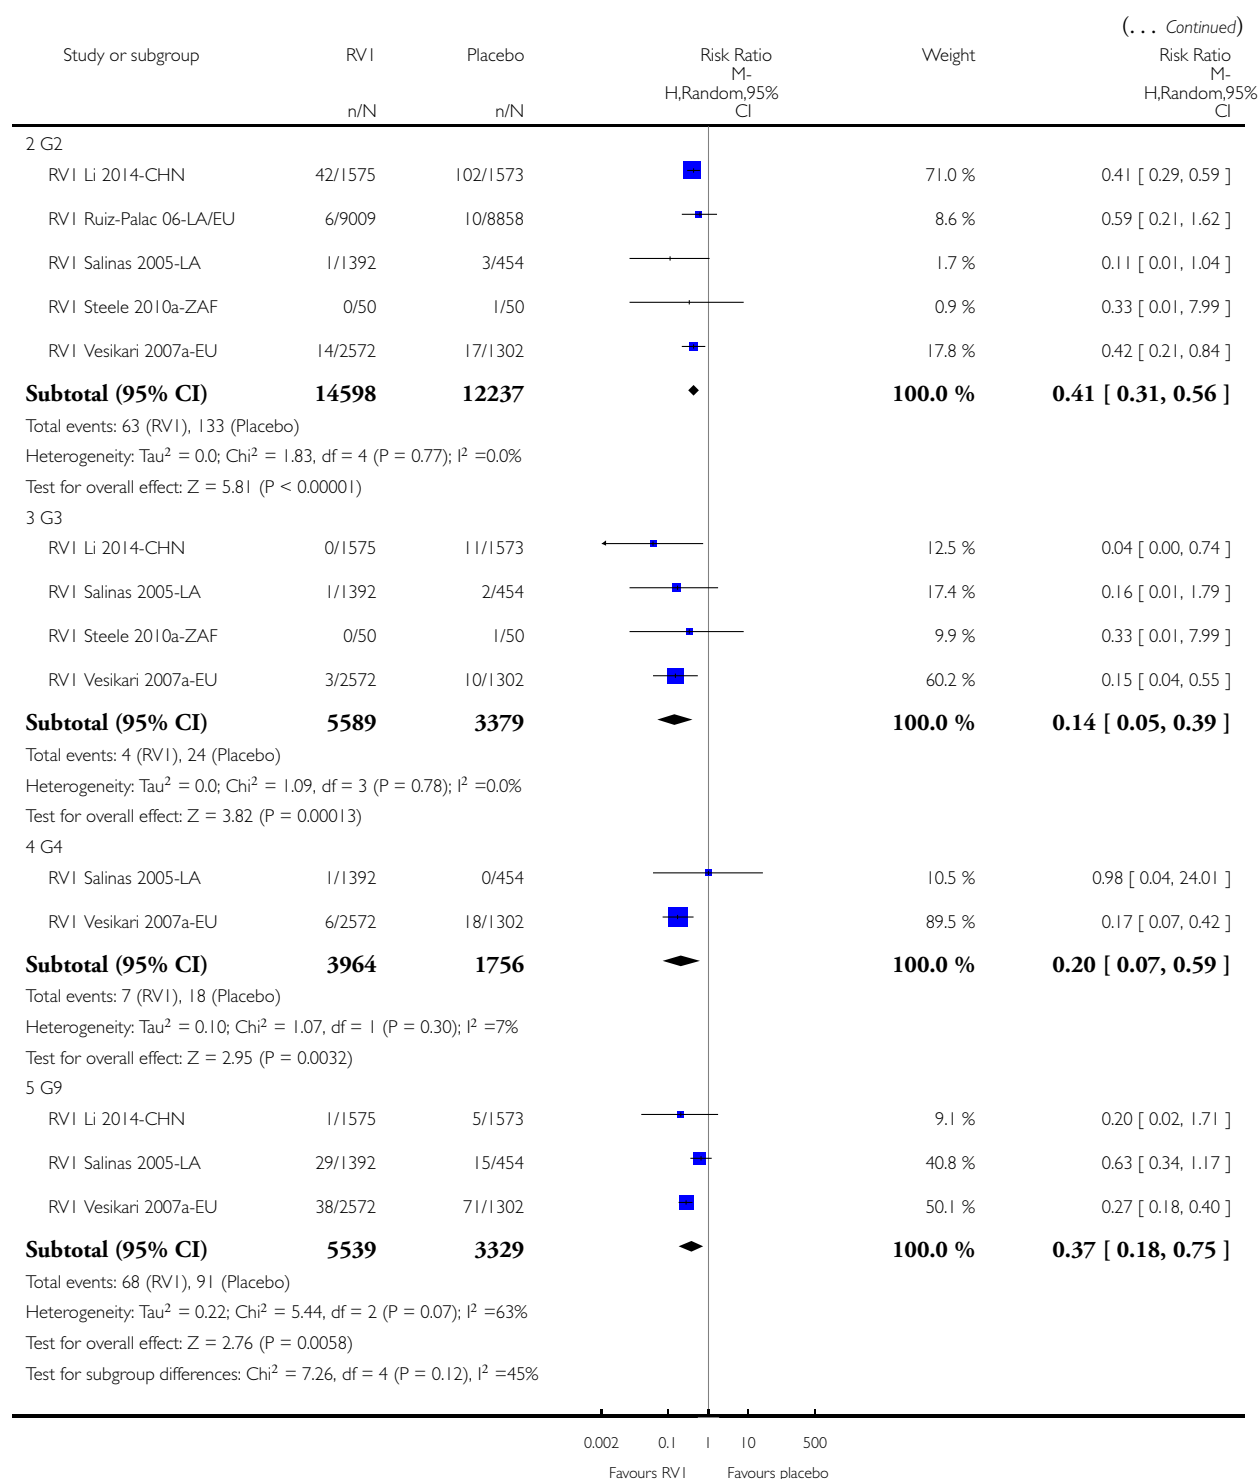 (. . . Continued)
Study or subgroup RV1 Placebo Risk Ratio Weight Risk Ratio
M- M-
H,Random,95% H,Random,95%
n/N n/N CI CI
2 G2
RV1 Li 2014-CHN 42/1575 102/1573 71.0 % 0.41 [ 0.29, 0.59 ]
RV1 Ruiz-Palac 06-LA/EU 6/9009 10/8858 8.6 % 0.59 [ 0.21, 1.62 ]
RV1 Salinas 2005-LA 1/1392 3/454 1.7 % 0.11 [ 0.01, 1.04 ]
RV1 Steele 2010a-ZAF 0/50 1/50 0.9 % 0.33 [ 0.01, 7.99 ]
RV1 Vesikari 2007a-EU 14/2572 17/1302 17.8 % 0.42 [ 0.21, 0.84 ]
Subtotal (95% CI) 14598 12237 100.0 % 0.41 [ 0.31, 0.56 ]
Total events: 63 (RV1), 133 (Placebo)
Heterogeneity: Tau² = 0.0; Chi² = 1.83, df = 4 (P = 0.77); I² =0.0%
Test for overall effect: Z = 5.81 (P < 0.00001)
3 G3
RV1 Li 2014-CHN 0/1575 11/1573 12.5 % 0.04 [ 0.00, 0.74 ]
RV1 Salinas 2005-LA 1/1392 2/454 17.4 % 0.16 [ 0.01, 1.79 ]
RV1 Steele 2010a-ZAF 0/50 1/50 9.9 % 0.33 [ 0.01, 7.99 ]
RV1 Vesikari 2007a-EU 3/2572 10/1302 60.2 % 0.15 [ 0.04, 0.55 ]
Subtotal (95% CI) 5589 3379 100.0 % 0.14 [ 0.05, 0.39 ]
Total events: 4 (RV1), 24 (Placebo)
Heterogeneity: Tau² = 0.0; Chi² = 1.09, df = 3 (P = 0.78); I² =0.0%
Test for overall effect: Z = 3.82 (P = 0.00013)
4 G4
RV1 Salinas 2005-LA 1/1392 0/454 10.5 % 0.98 [ 0.04, 24.01 ]
RV1 Vesikari 2007a-EU 6/2572 18/1302 89.5 % 0.17 [ 0.07, 0.42 ]
Subtotal (95% CI) 3964 1756 100.0 % 0.20 [ 0.07, 0.59 ]
Total events: 7 (RV1), 18 (Placebo)
Heterogeneity: Tau² = 0.10; Chi² = 1.07, df = 1 (P = 0.30); I² =7%
Test for overall effect: Z = 2.95 (P = 0.0032)
5 G9
RV1 Li 2014-CHN 1/1575 5/1573 9.1 % 0.20 [ 0.02, 1.71 ]
RV1 Salinas 2005-LA 29/1392 15/454 40.8 % 0.63 [ 0.34, 1.17 ]
RV1 Vesikari 2007a-EU 38/2572 71/1302 50.1 % 0.27 [ 0.18, 0.40 ]
Subtotal (95% CI) 5539 3329 100.0 % 0.37 [ 0.18, 0.75 ]
Total events: 68 (RV1), 91 (Placebo)
Heterogeneity: Tau² = 0.22; Chi² = 5.44, df = 2 (P = 0.07); I² =63%
Test for overall effect: Z = 2.76 (P = 0.0058)
Test for subgroup differences: Chi² = 7.26, df = 4 (P = 0.12), I² =45%
0.002 0.1 1 10 500
Favours RV1 Favours placebo